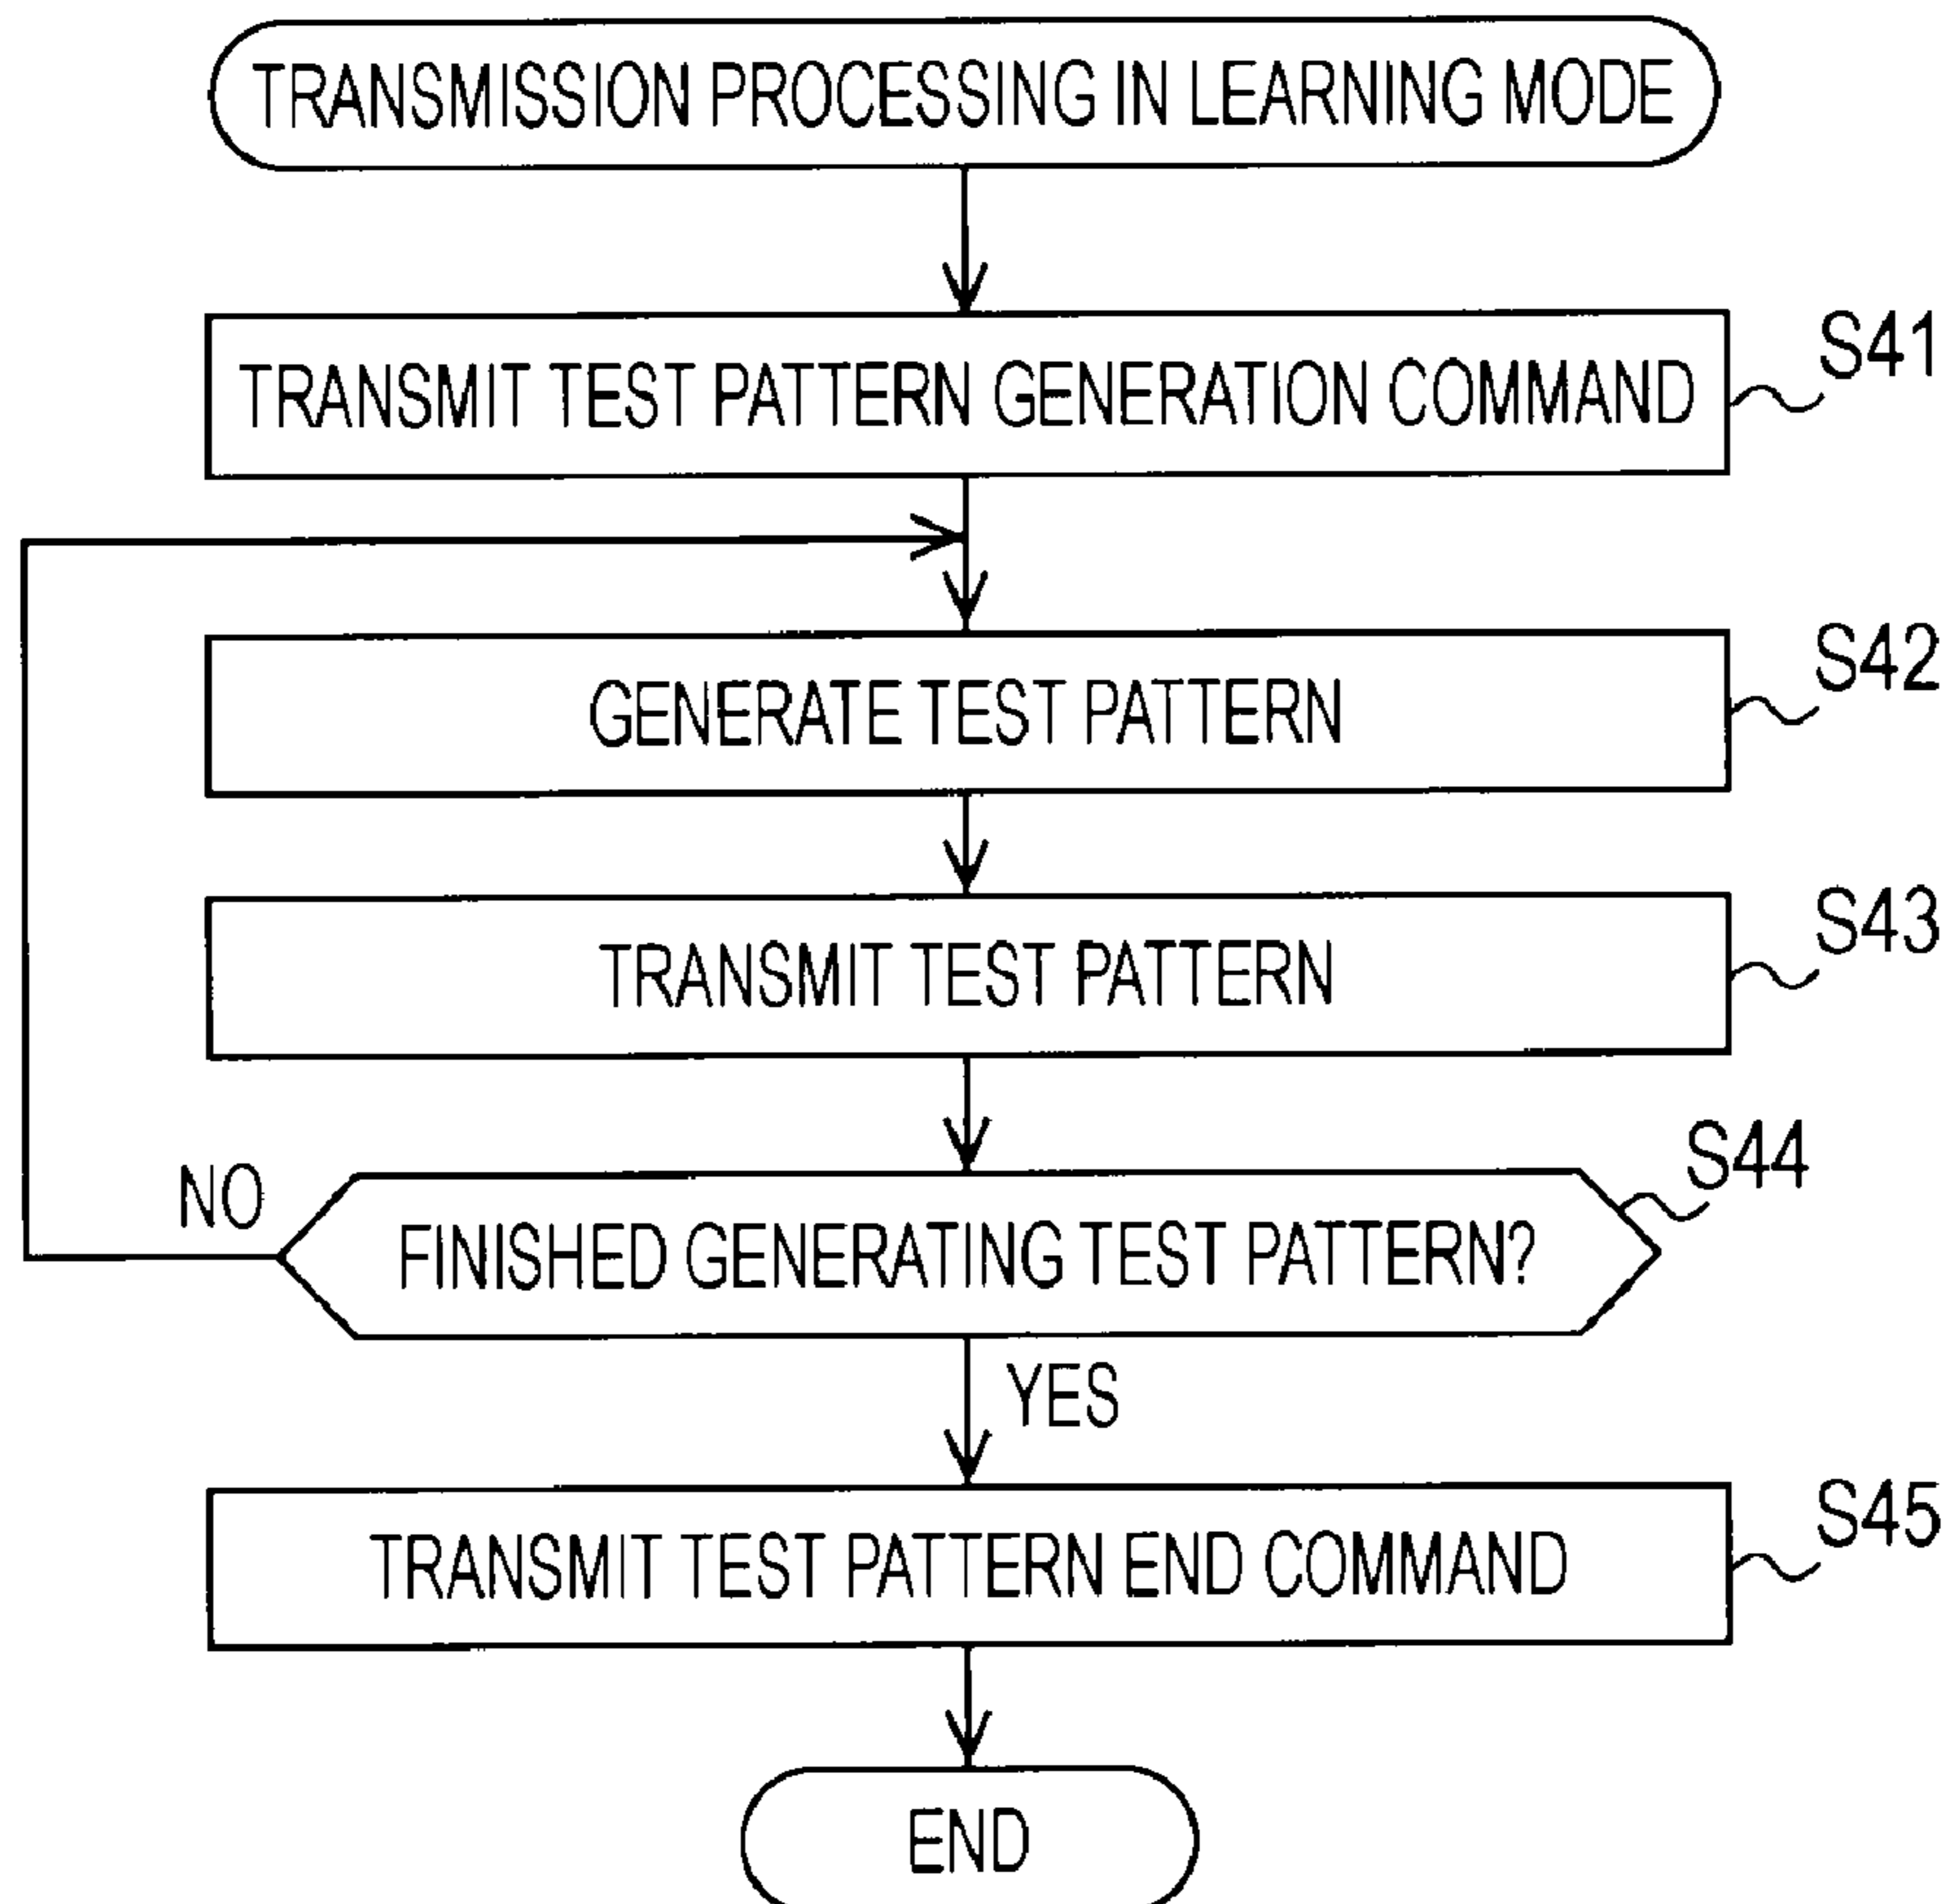 TRANSMISSION PROCESSING IN LEARNING MODE
TRANSMIT TEST PATTERN GENERATION COMMAND
S41
GENERATE TEST PATTERN
S42
TRANSMIT TEST PATTERN
S43
NO
FINISHED GENERATING TEST PATTERN?
S44
YES
TRANSMIT TEST PATTERN END COMMAND
S45
END